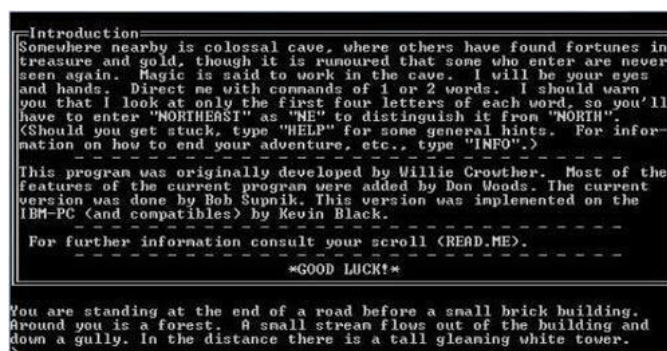 Introduction
Somewhere nearby is colossal cave, where others have found fortunes in
treasure and gold, though it is rumoured that some who enter are never
seen again.  Magic is said to work in the cave.  I will be your eyes
and hands.  Direct me with commands of 1 or 2 words.  I should warn
you that I look at only the first four letters of each word, so you'll
have to enter "NORTHEAST" as "NE" to distinguish it from "NORTH".
(Should you get stuck, type "HELP" for some general hints.  For infor-
mation on how to end your adventure, etc., type "INFO".)
- - - - - - - - - - - - - - - - - - - - - - - - - - - - -
This program was originally developed by Willie Crowther.  Most of the
features of the current program were added by Don Woods. The current
version was done by Bob Supnik. This version was implemented on the
IBM-PC (and compatibles) by Kevin Black.
- - - - - - - - - - - - - - - - - - - - - - - - - - - - -
For further information consult your scroll (READ.ME).
- - - - - - - - - - - - - - - - - - - - - - - - - - - - -
*GOOD LUCK!*
You are standing at the end of a road before a small brick building.
Around you is a forest.  A small stream flows out of the building and
down a gully. In the distance there is a tall gleaming white tower.